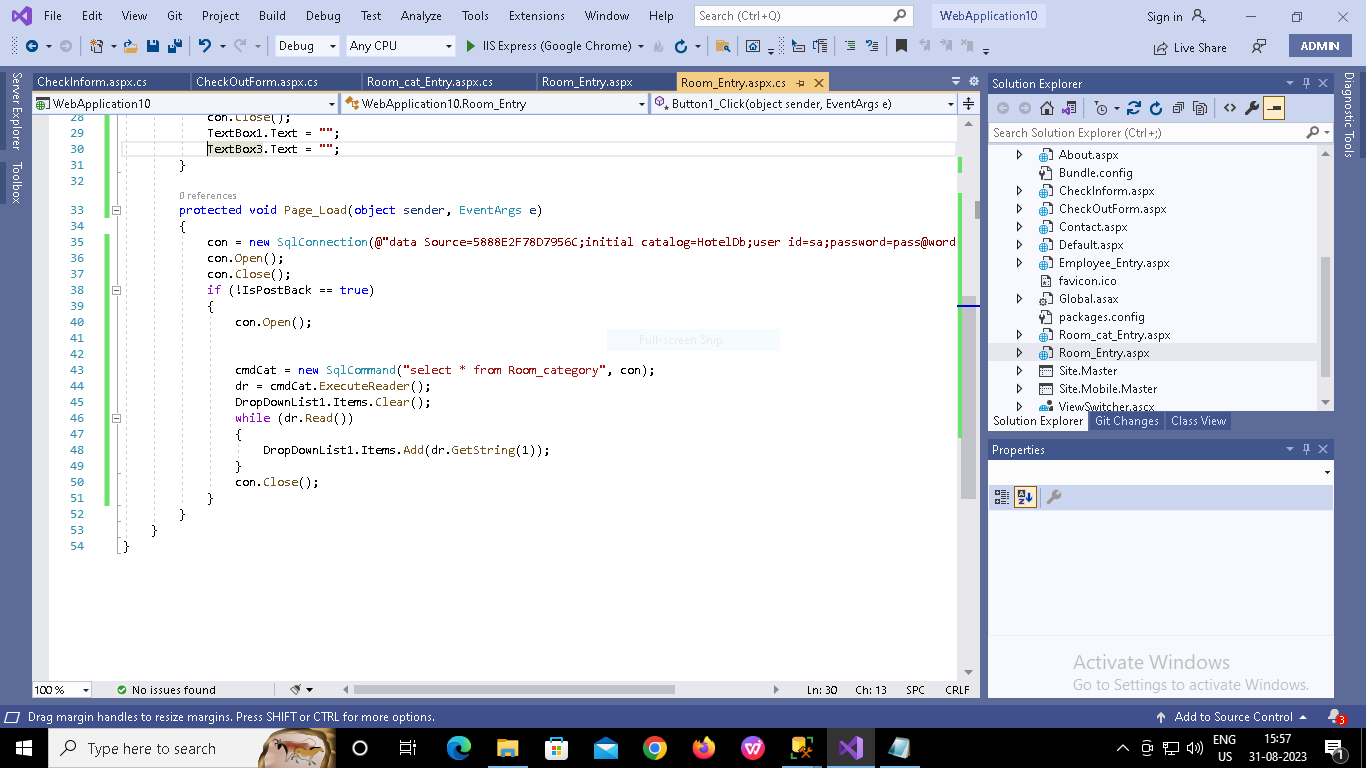 File Edit View Git Project Build Debug Test Analyze Tools Extensions Window Help Search (Ctrl+Q) WebApplication10 Sign in
Debug Any CPU IIS Express (Google Chrome) Live Share ADMIN
CheckInform.aspx.cs CheckOutForm.aspx.cs Room_cat_Entry.aspx.cs Room_Entry.aspx Room_Entry.aspx.cs
WebApplication10 WebApplication10.Room_Entry Button1_Click(object sender, EventArgs e)
Server Explorer
Toolbox
28 con.Close();
29 TextBox1.Text = "";
30 TextBox3.Text = "";
31 }
32
0 references
33 protected void Page_Load(object sender, EventArgs e)
34 {
35 con = new SqlConnection(@"data Source=5888E2F78D7956C;initial catalog=HotelDb;user id=sa;password=pass@word
36 con.Open();
37 con.Close();
38 if (!IsPostBack == true)
39 {
40 con.Open();
41
Full-screen Snip
42
43 cmdCat = new SqlCommand("select * from Room_category", con);
44 dr = cmdCat.ExecuteReader();
45 DropDownList1.Items.Clear();
46 while (dr.Read())
47 {
48 DropDownList1.Items.Add(dr.GetString(1));
49 }
50 con.Close();
51 }
52 }
53 }
54 }
100 % No issues found Ln: 30 Ch: 13 SPC CRLF
Solution Explorer
Search Solution Explorer (Ctrl+;)
About.aspx
Bundle.config
CheckInform.aspx
CheckOutForm.aspx
Contact.aspx
Default.aspx
Employee_Entry.aspx
favicon.ico
Global.asax
packages.config
Room_cat_Entry.aspx
Room_Entry.aspx
Site.Master
Site.Mobile.Master
ViewSwitcher.ascx
Solution Explorer Git Changes Class View
Properties
Diagnostic Tools
Activate Windows
Go to Settings to activate Windows.
Drag margin handles to resize margins. Press SHIFT or CTRL for more options. Add to Source Control 3
Type here to search
ENG
US
15:57
31-08-2023
1